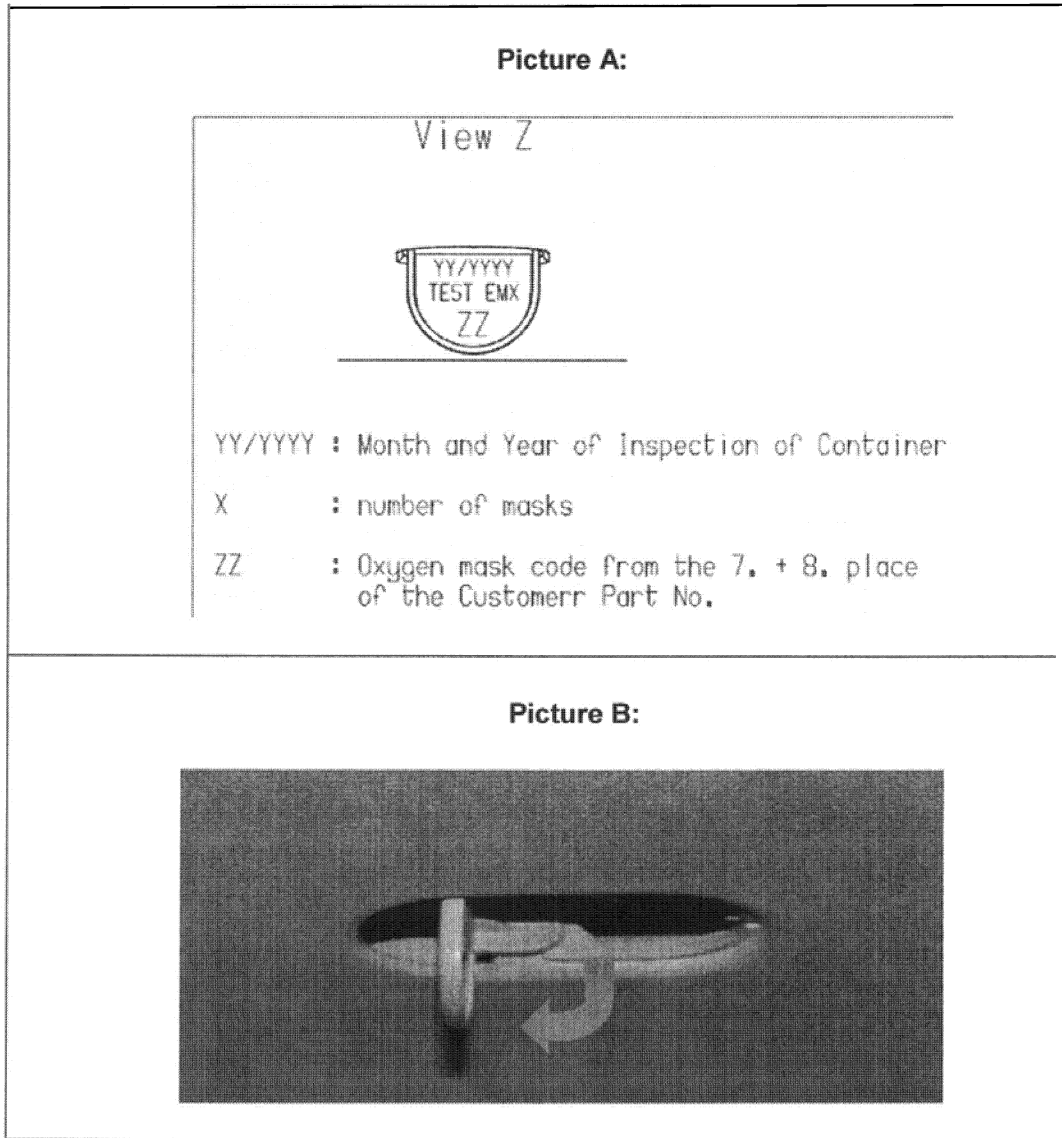 Picture A:
View Z
YY/YYYY
TEST EMX
ZZ
YY/YYYY : Month and Year of Inspection of Container
X : number of masks
ZZ : Oxygen mask code from the 7. + 8. place
of the Customerr Part No.
Picture B: